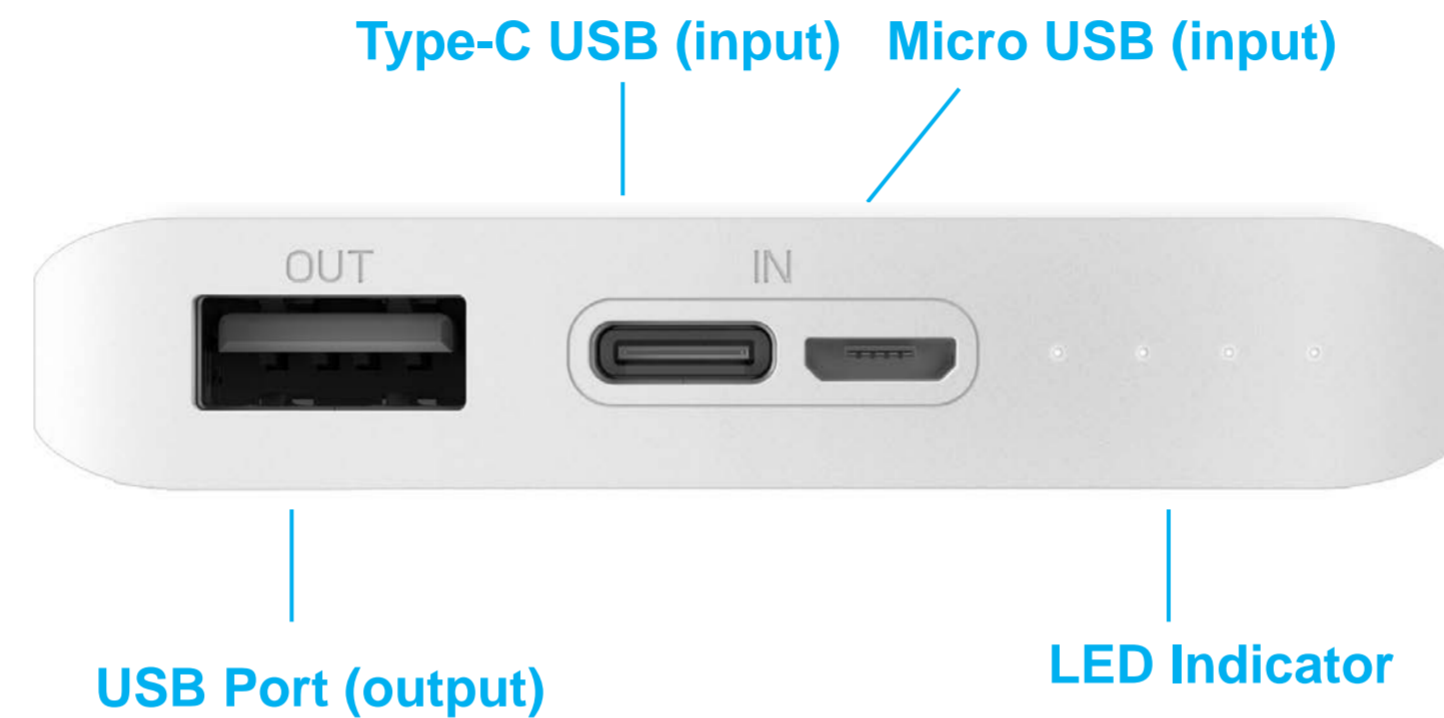 Type-C USB (input) Micro USB (input)
OUT
IN
USB Port (output)
LED Indicator